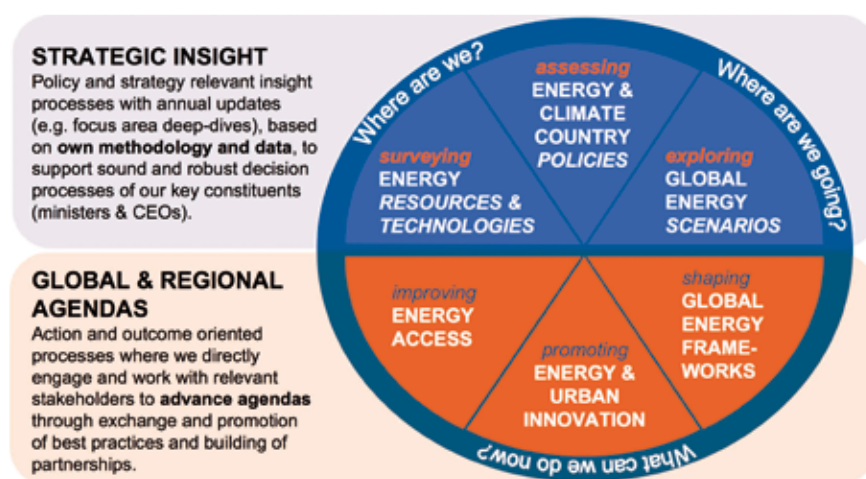 STRATEGIC INSIGHT
Policy and strategy relevant insight
processes with annual updates
(e.g. focus area deep-dives), based
on own methodology and data, to
support sound and robust decision
processes of our key constituents
(ministers & CEOs).
GLOBAL & REGIONAL
AGENDAS
Action and outcome oriented
processes where we directly
engage and work with relevant
stakeholders to advance agendas
through exchange and promotion
of best practices and building of
partnerships.
Where are we?
Where are we going?
surveying
ENERGY
RESOURCES &
TECHNOLOGIES
assessing
ENERGY &
CLIMATE
COUNTRY
POLICIES
exploring
GLOBAL
ENERGY
SCENARIOS
improving
ENERGY
ACCESS
promoting
ENERGY &
URBAN
INNOVATION
shaping
GLOBAL
ENERGY
FRAME-
WORKS
What can we do now?